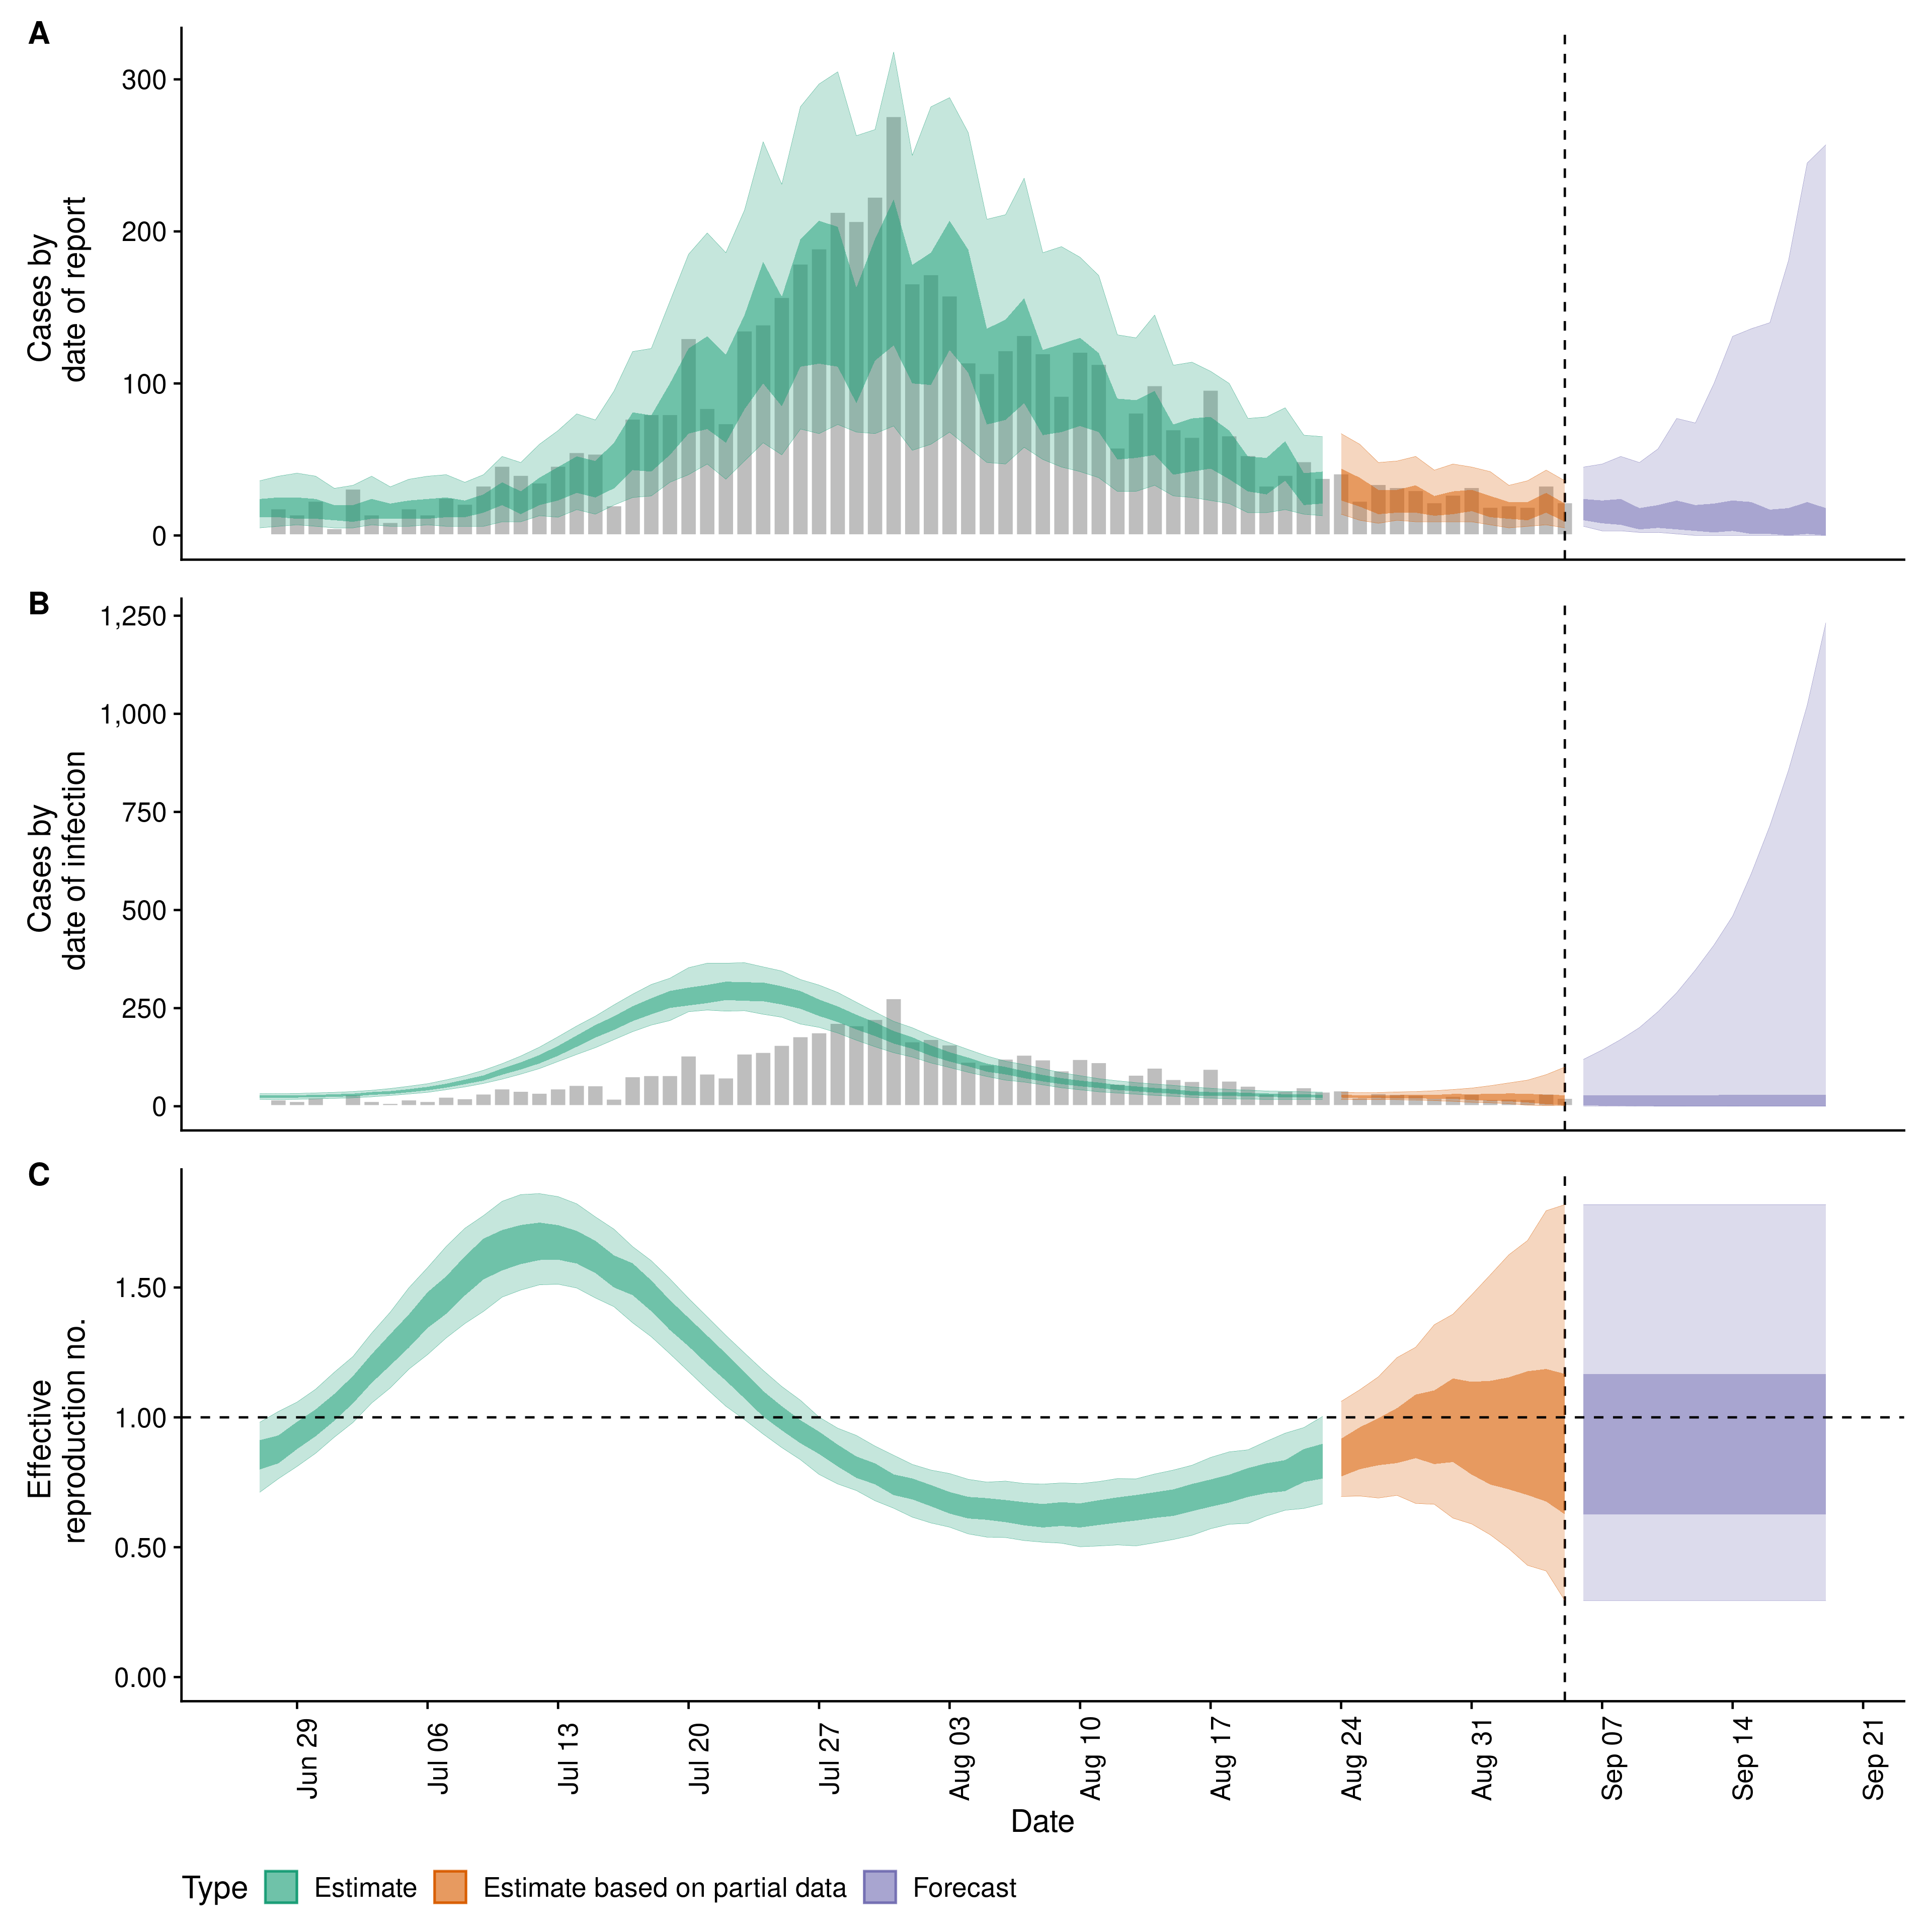 A
300
200
100
0
Cases by
date of report
B
1,250
1,000
750
500
250
0
Cases by
date of infection
C
1.50
1.00
0.50
0.00
Effective
reproduction no.
Jun 29
Jul 06
Jul 13
Jul 20
Jul 27
Aug 03
Aug 10
Aug 17
Aug 24
Aug 31
Sep 07
Sep 14
Sep 21
Date
Type Estimate Estimate based on partial data Forecast